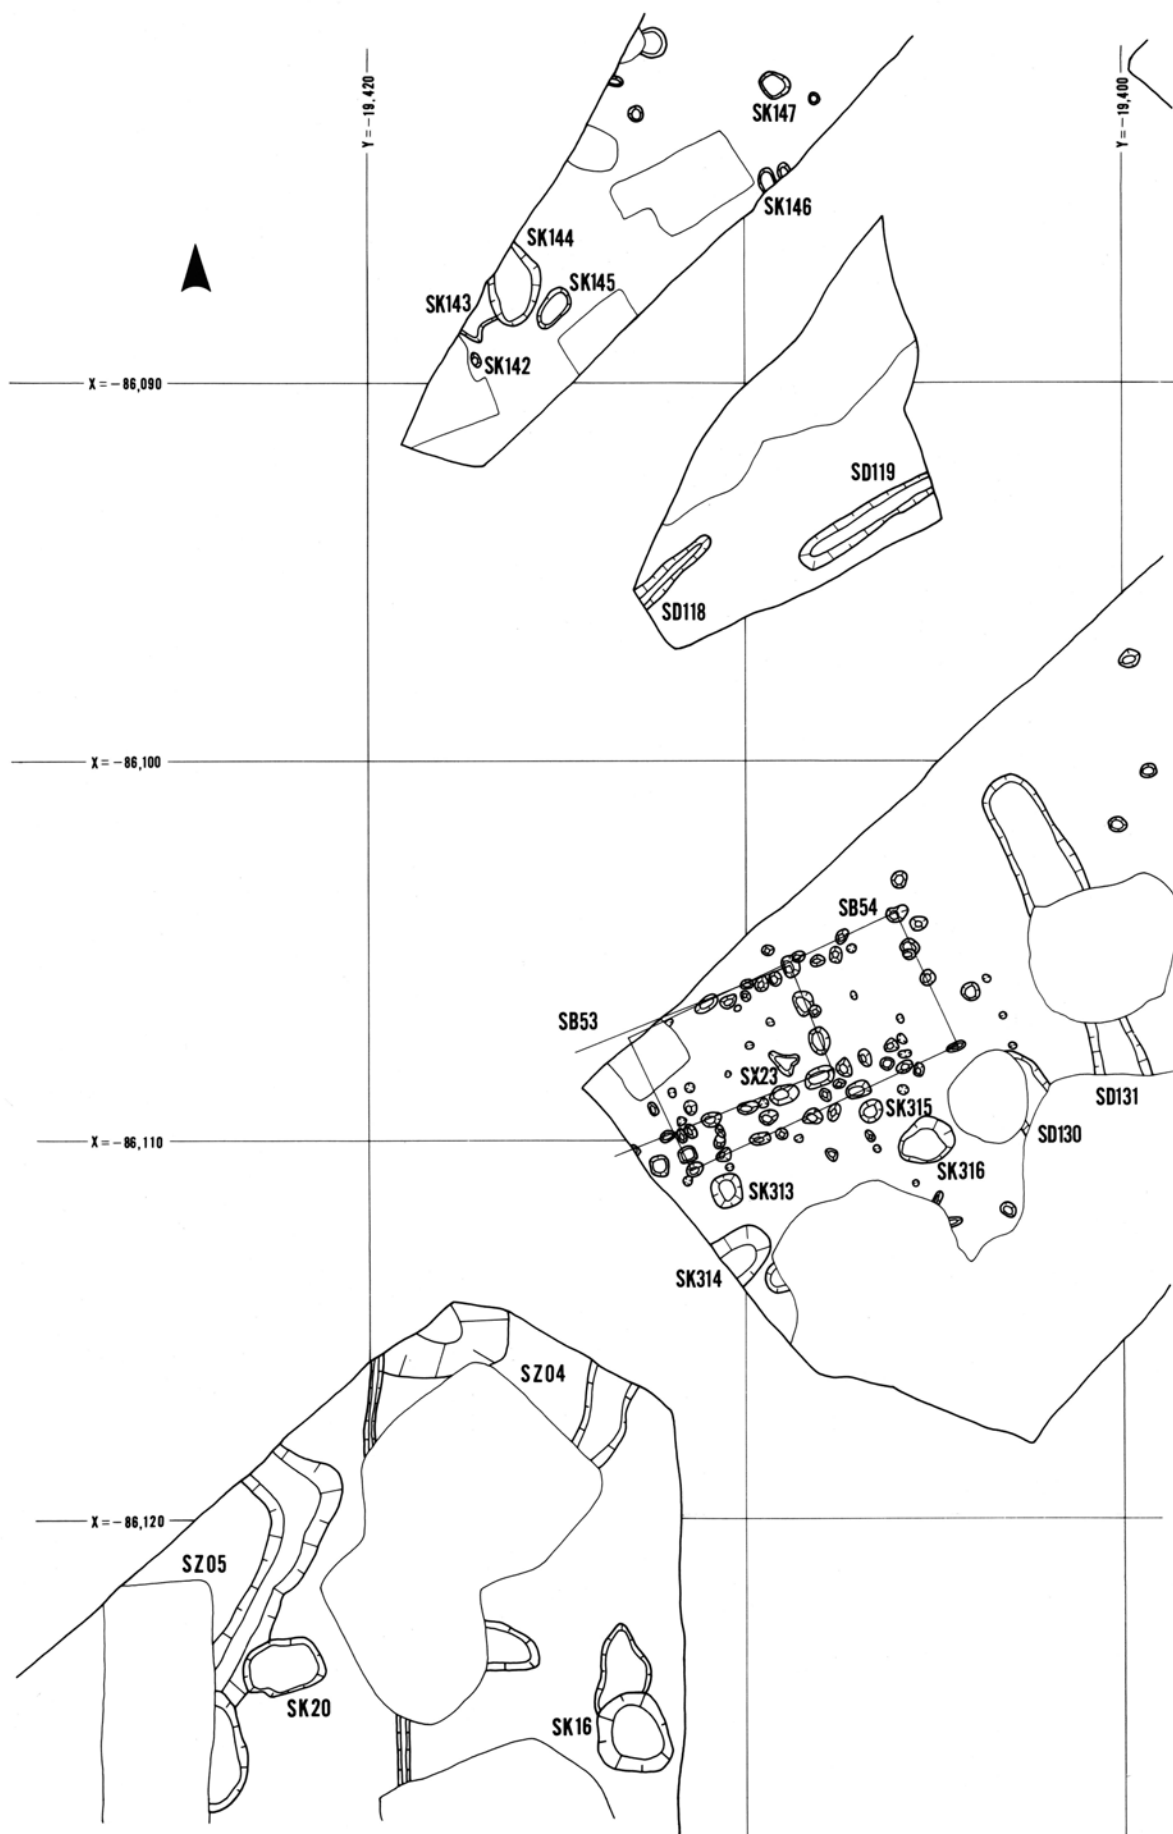 Y=-19,420
Y=-19,400
SK147
SK146
SK144
SK145
SK143
SK142
X=-86,090
SD119
SD118
X=-86,100
SB54
SB53
SX23
SK315
SD131
SD130
X=-86,110
SK316
SK313
SK314
SZ04
X=-86,120
SZ05
SK20
SK16